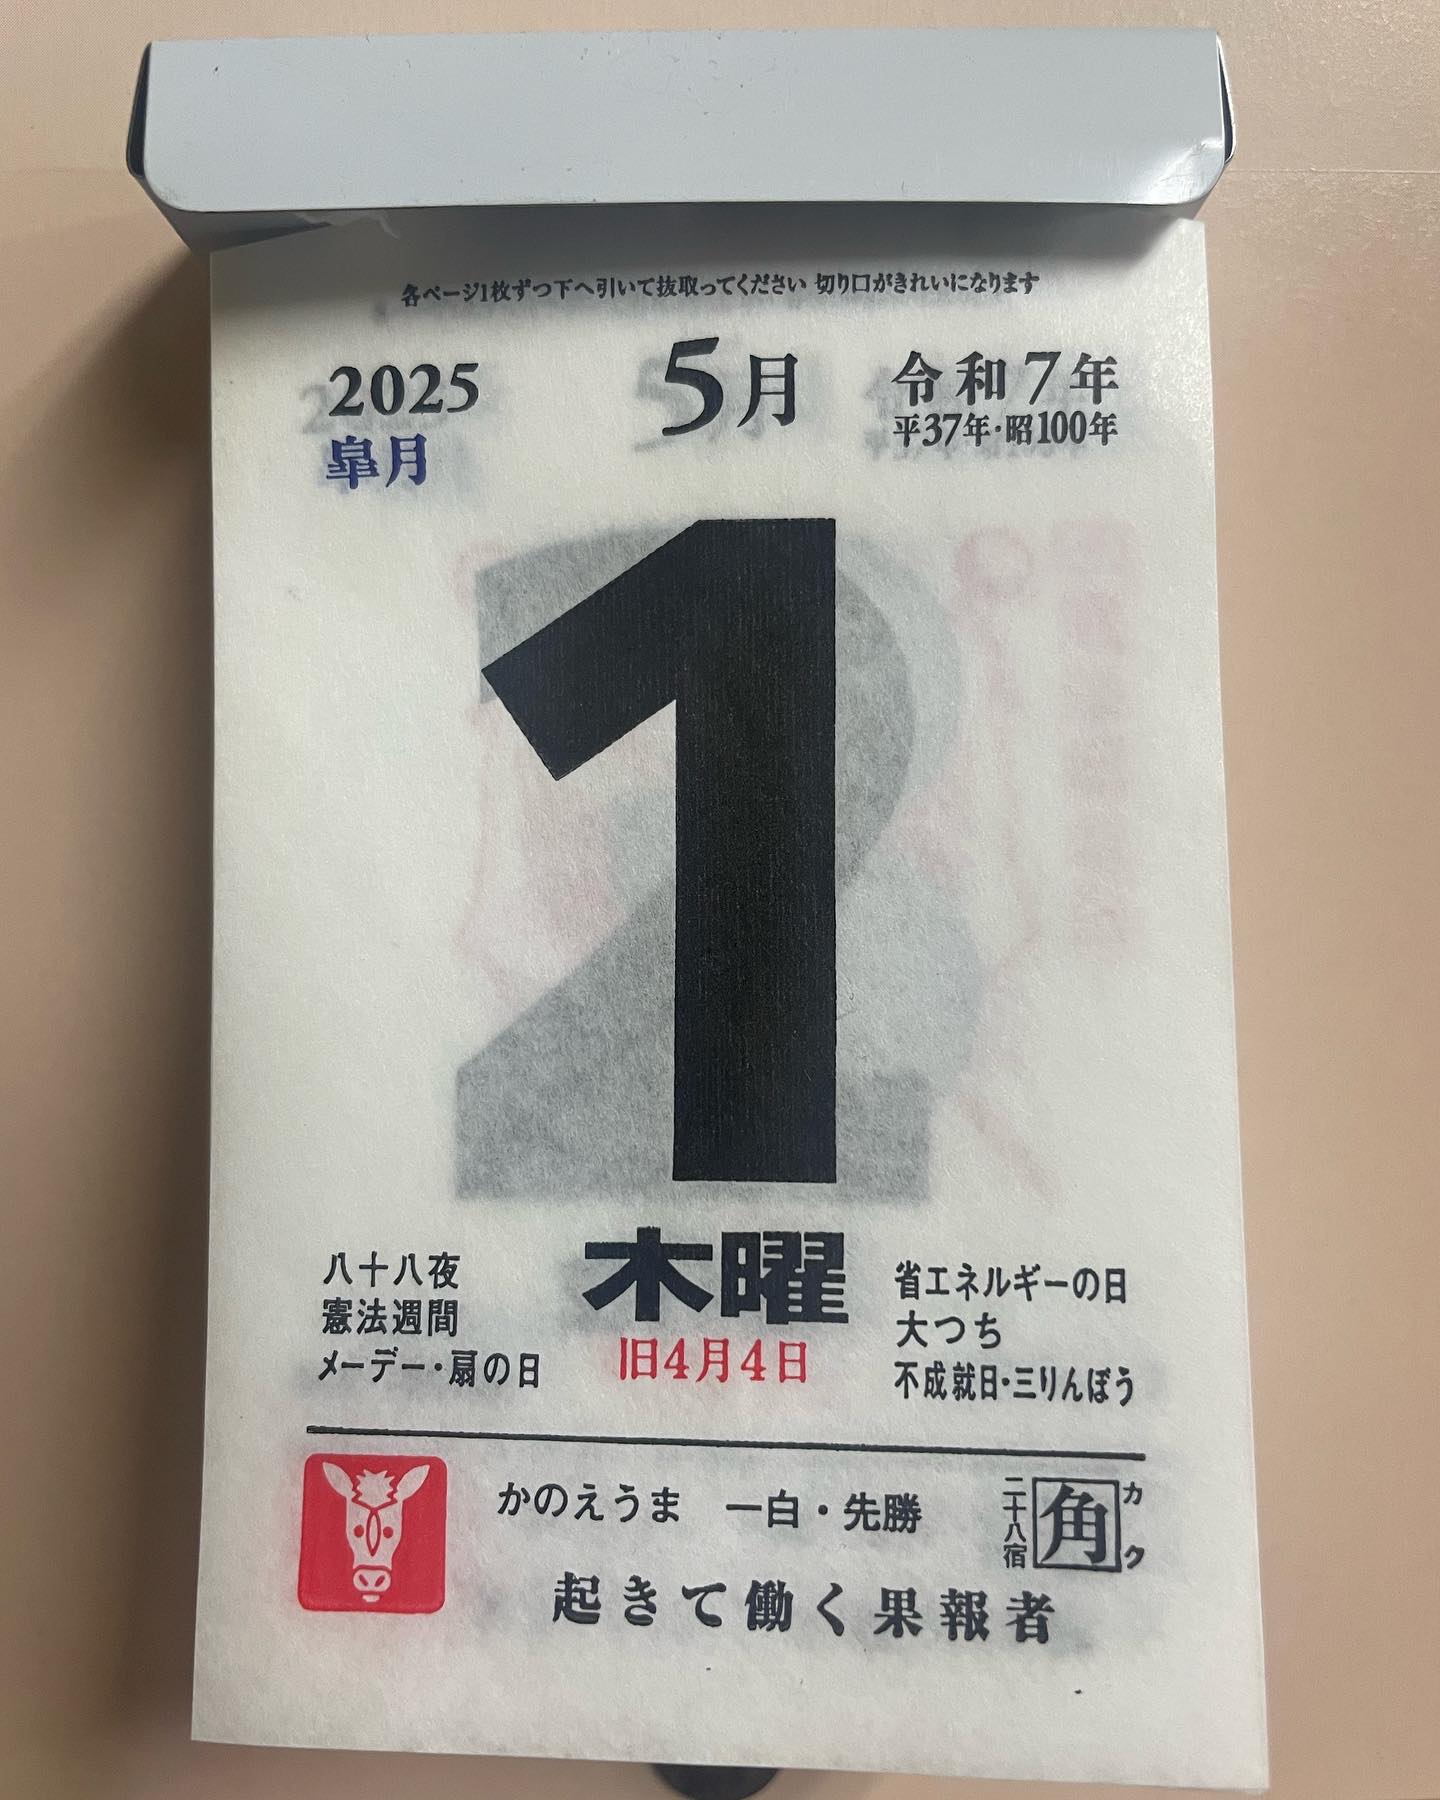 各ページ1枚ずつ下へ引いて抜取ってください 切り口がきれいになります
2025
皐月
5月
令和7年
平37年・昭100年
1
木曜
旧4月4日
八十八夜
憲法週間
メーデー・扇の日
省エネルギーの日
大つち
不成就日・三りんぼう
かのえうま 一白・先勝
二十八宿
角
カク
起きて働く果報者